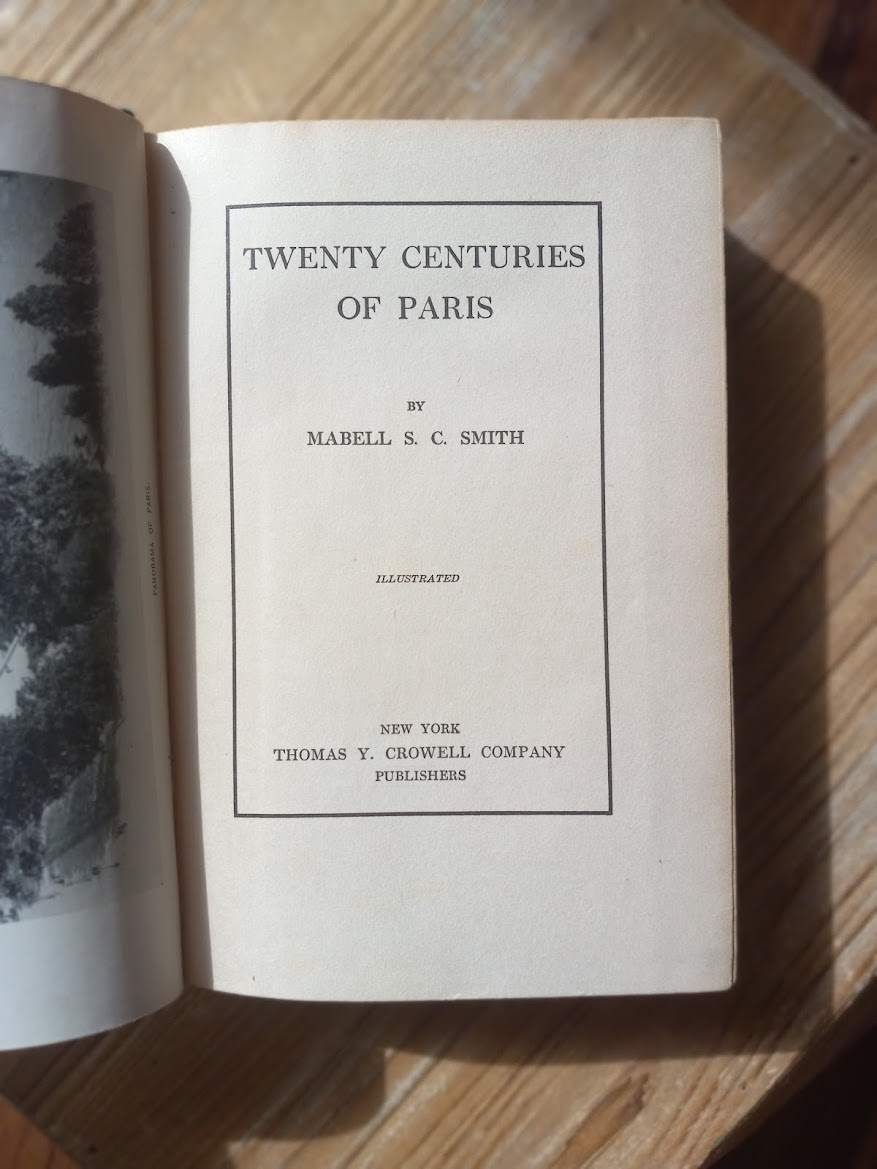 PANORAMA OF PARIS.
TWENTY CENTURIES
OF PARIS
BY
MABELL S. C. SMITH
ILLUSTRATED
NEW YORK
THOMAS Y. CROWELL COMPANY
PUBLISHERS